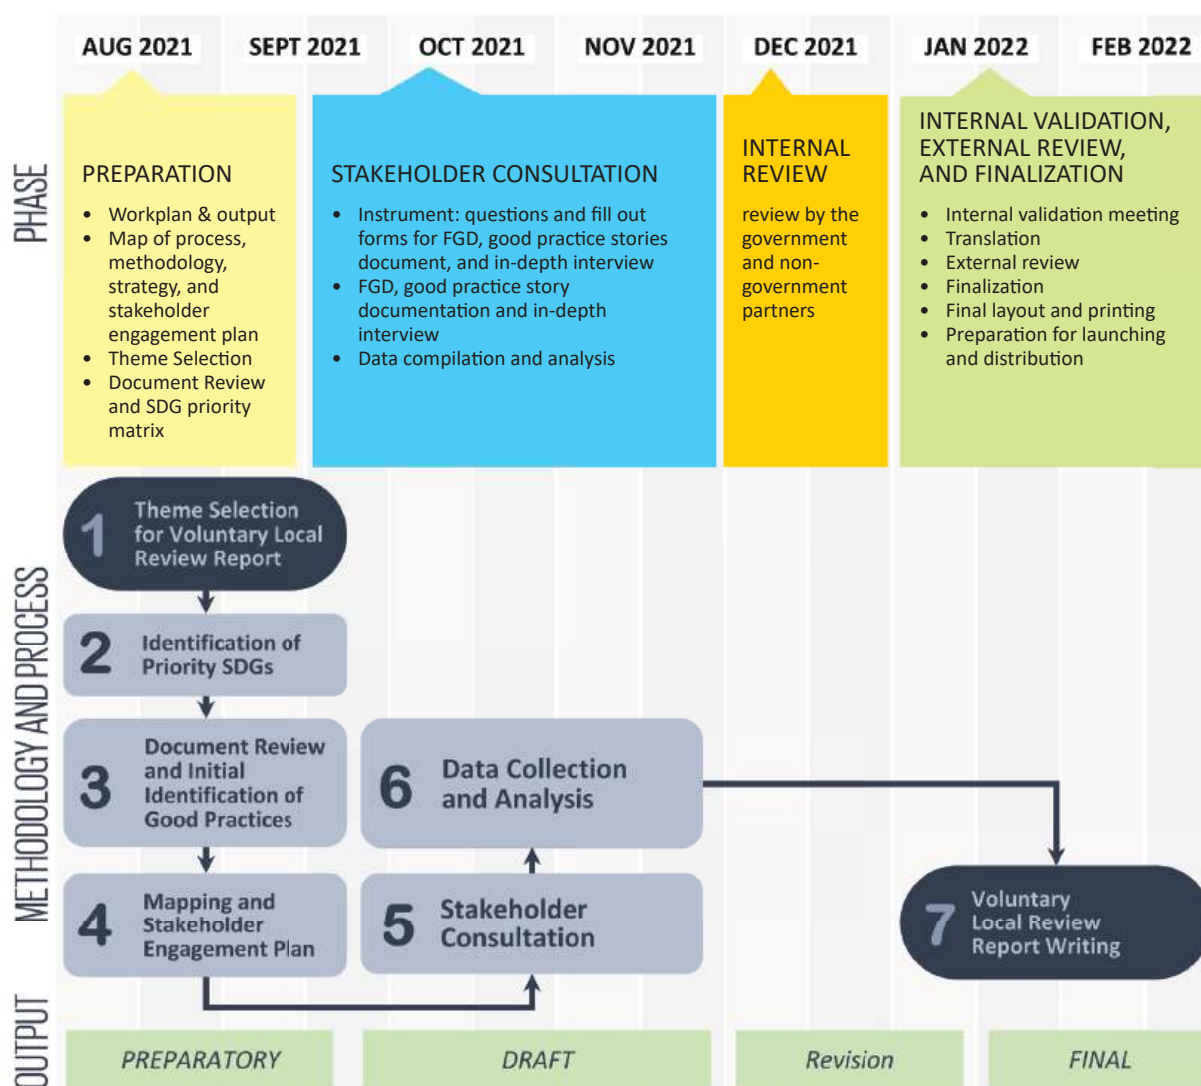 AUG 2021
SEPT 2021
OCT 2021
NOV 2021
DEC 2021
JAN 2022
FEB 2022
PHASE
PREPARATION
• Workplan & output
• Map of process,
methodology,
strategy, and
stakeholder
engagement plan
• Theme Selection
• Document Review
and SDG priority
matrix
STAKEHOLDER CONSULTATION
• Instrument: questions and fill out
forms for FGD, good practice stories
document, and in-depth interview
• FGD, good practice story
documentation and in-depth
interview
• Data compilation and analysis
INTERNAL
REVIEW
review by the
government
and non-
government
partners
INTERNAL VALIDATION,
EXTERNAL REVIEW,
AND FINALIZATION
• Internal validation meeting
• Translation
• External review
• Finalization
• Final layout and printing
• Preparation for launching
and distribution
METHODOLOGY AND PROCESS
1
Theme Selection
for Voluntary Local
Review Report
2
Identification of
Priority SDGs
3
Document Review
and Initial
Identification of
Good Practices
4
Mapping and
Stakeholder
Engagement Plan
5
Stakeholder
Consultation
6
Data Collection
and Analysis
7
Voluntary
Local Review
Report Writing
OUTPUT
PREPARATORY
DRAFT
Revision
FINAL